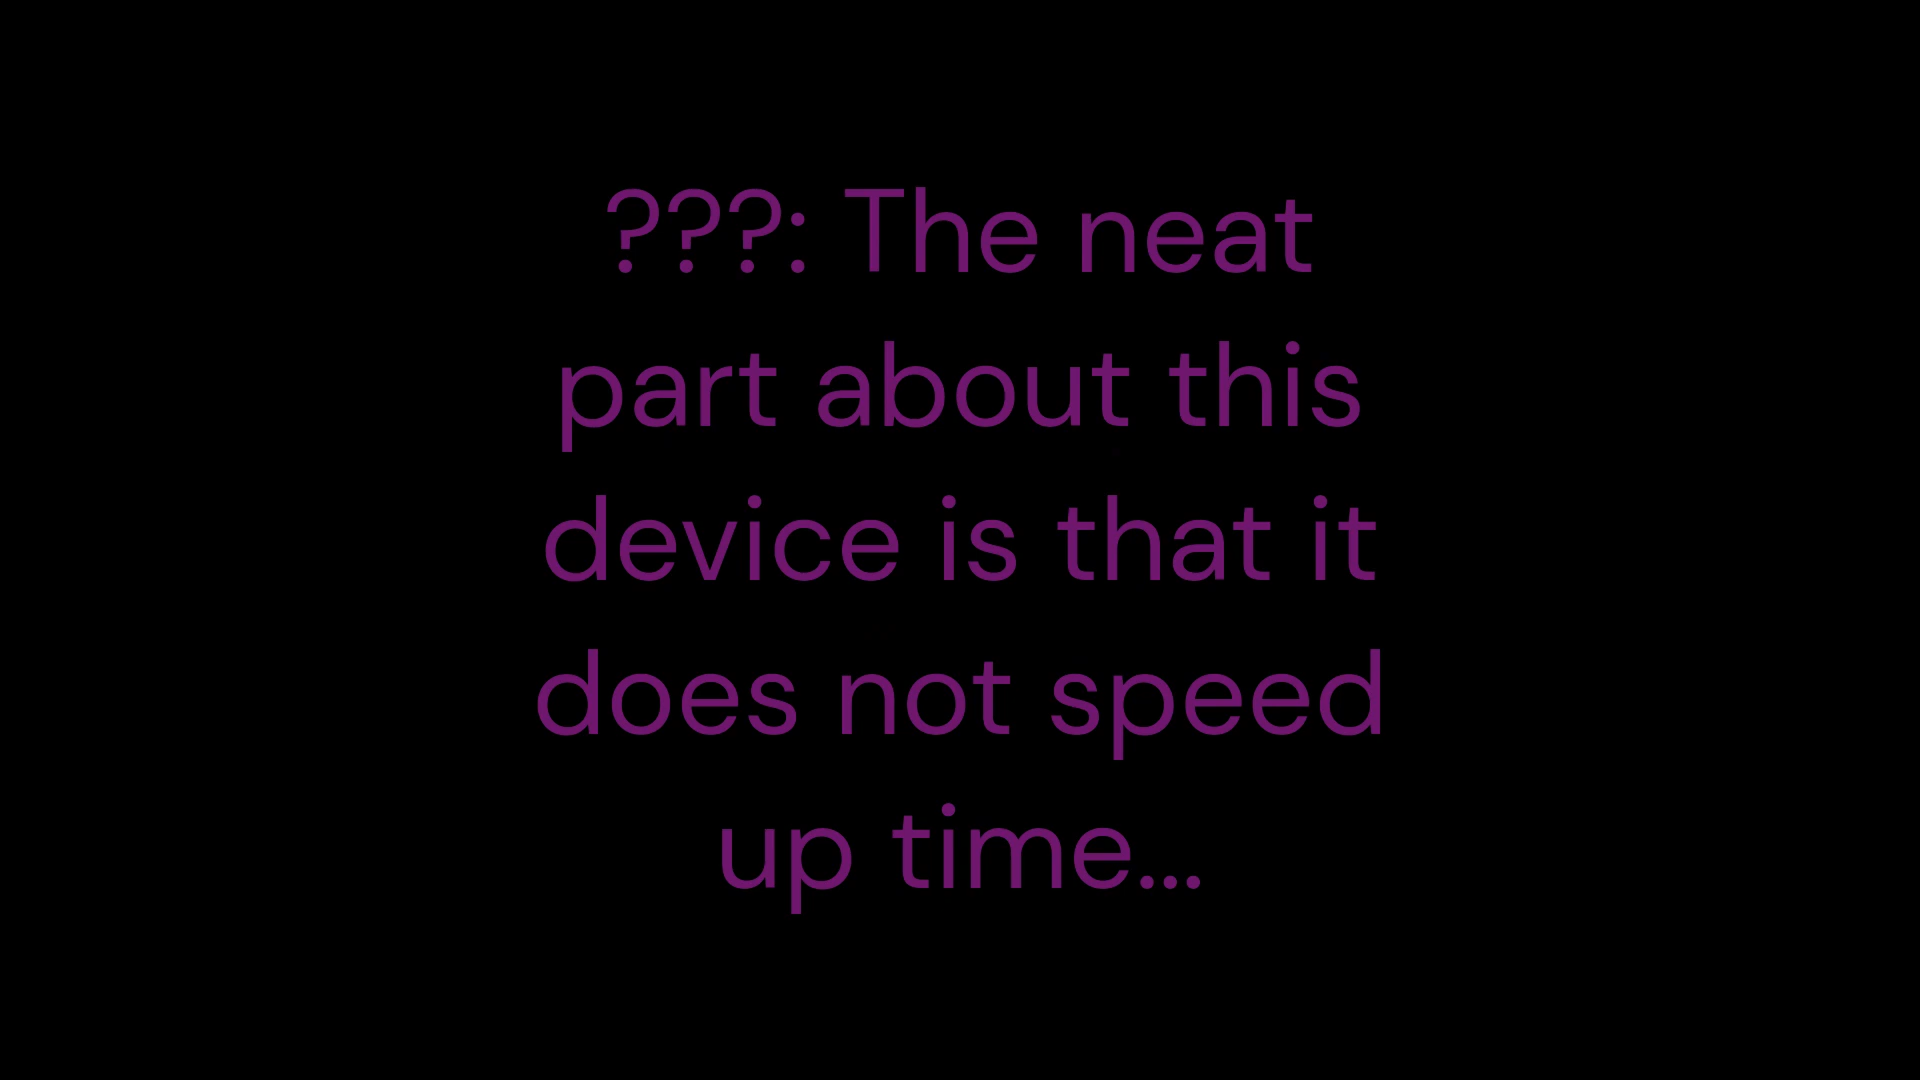 ???: The neat
part about this
device is that it
does not speed
up time...